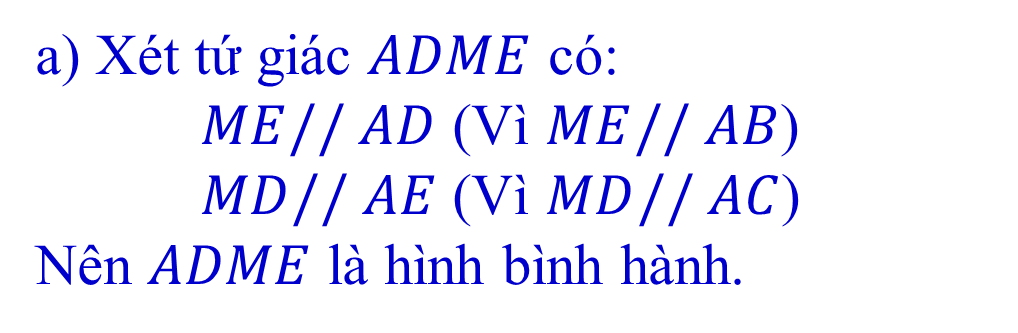 a) Xét tứ giác ADME có:
ME// AD (Vì ME// AB)
MD// AE (Vì MD// AC)
Nên ADME là hình bình hành.